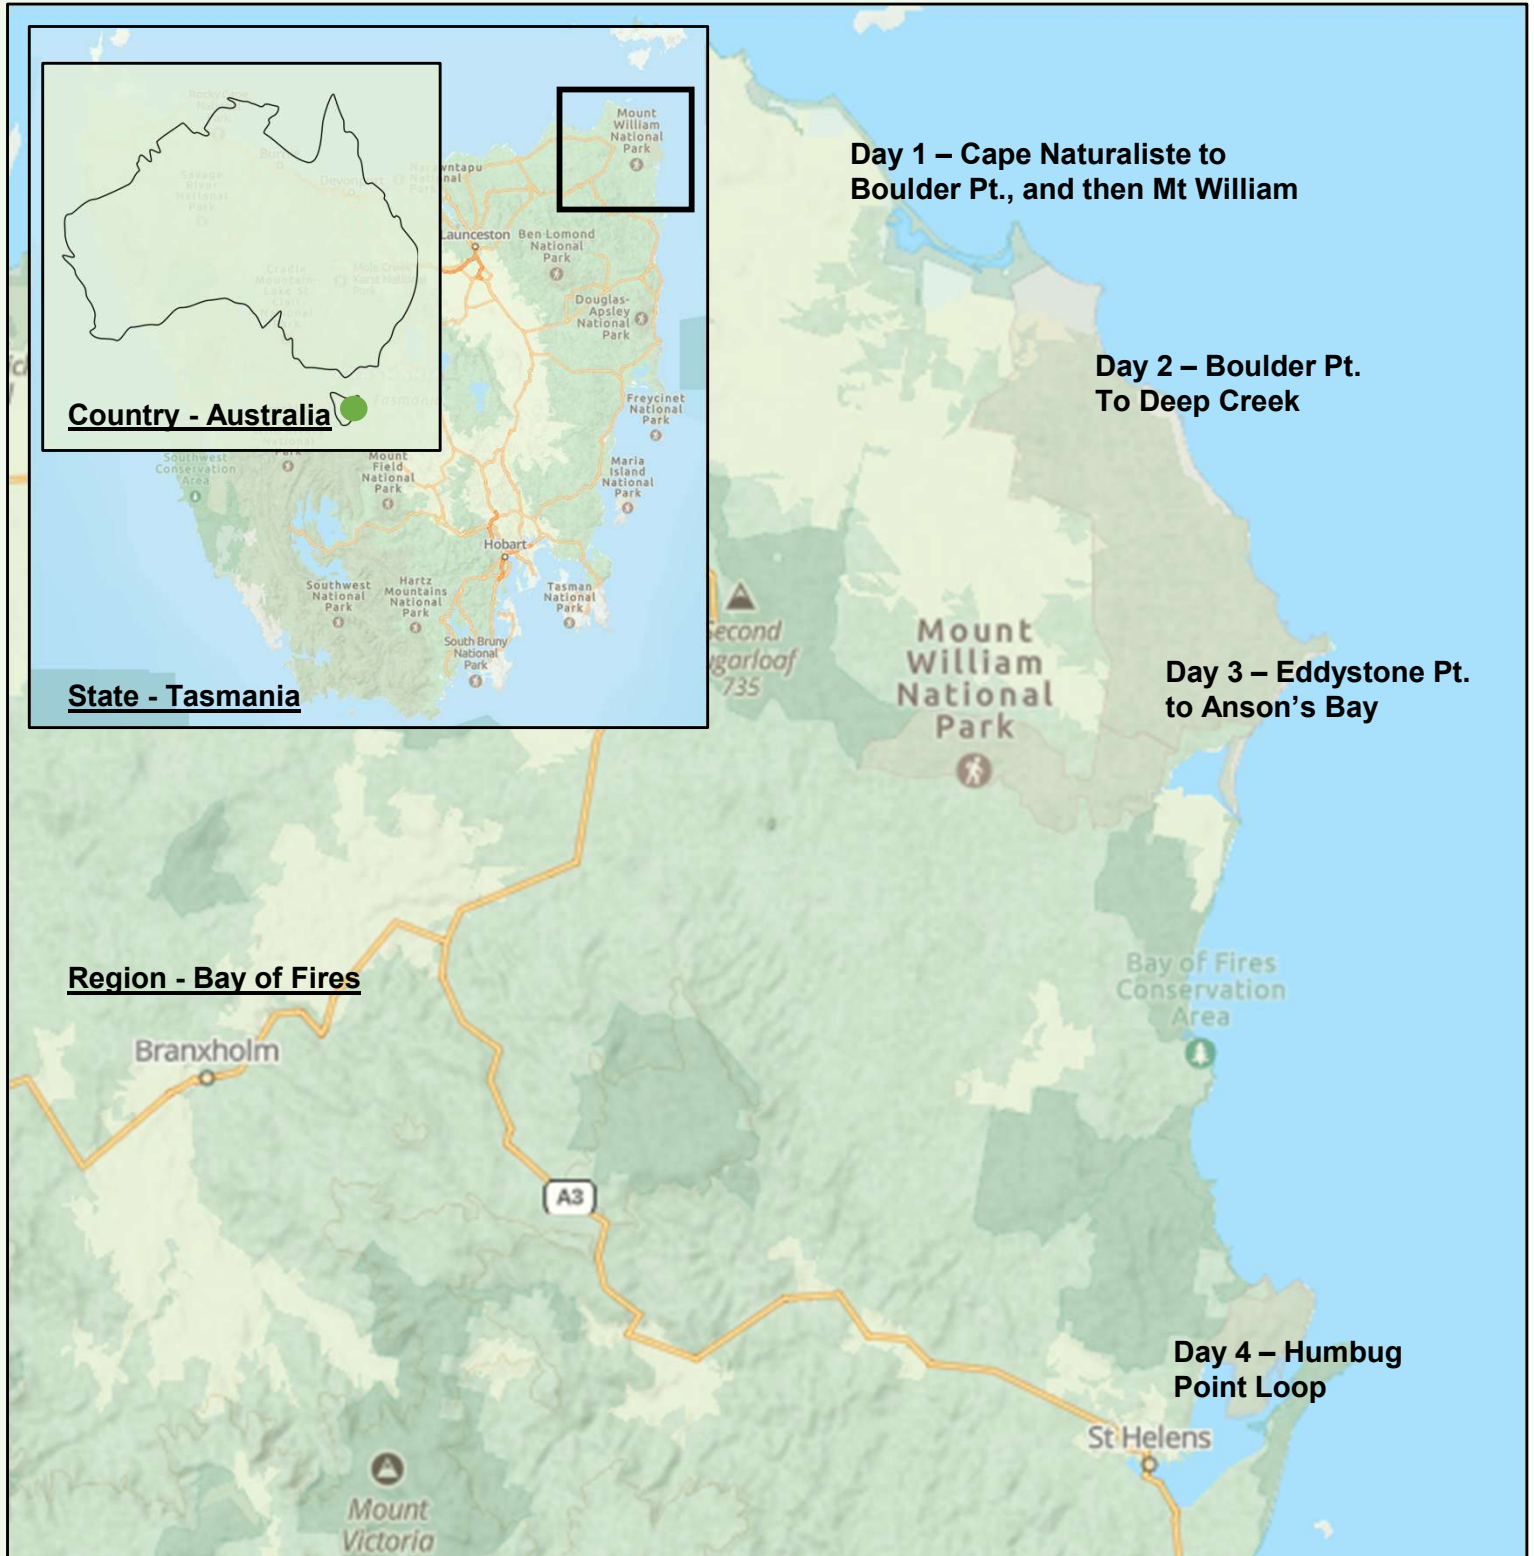 Day 1 – Cape Naturaliste to
Boulder Pt., and then Mt William
Day 2 – Boulder Pt.
To Deep Creek
Day 3 – Eddystone Pt.
to Anson’s Bay
Day 4 – Humbug
Point Loop
Country - Australia
State - Tasmania
Region - Bay of Fires
Mount
William
National
Park
Launceston
Ben Lomond
National
Park
Douglas-
Apsley
National
Park
Freycinet
National
Park
Maria
Island
National
Park
Southwest
Conservation
Area
Mount
Field
National
Park
Hobart
Southwest
National
Park
Hartz
Mountains
National
Park
Tasman
National
Park
South Bruny
National
Park
735
Mount
William
National
Park
Bay of Fires
Conservation
Area
Branxholm
A3
St Helens
Mount
Victoria